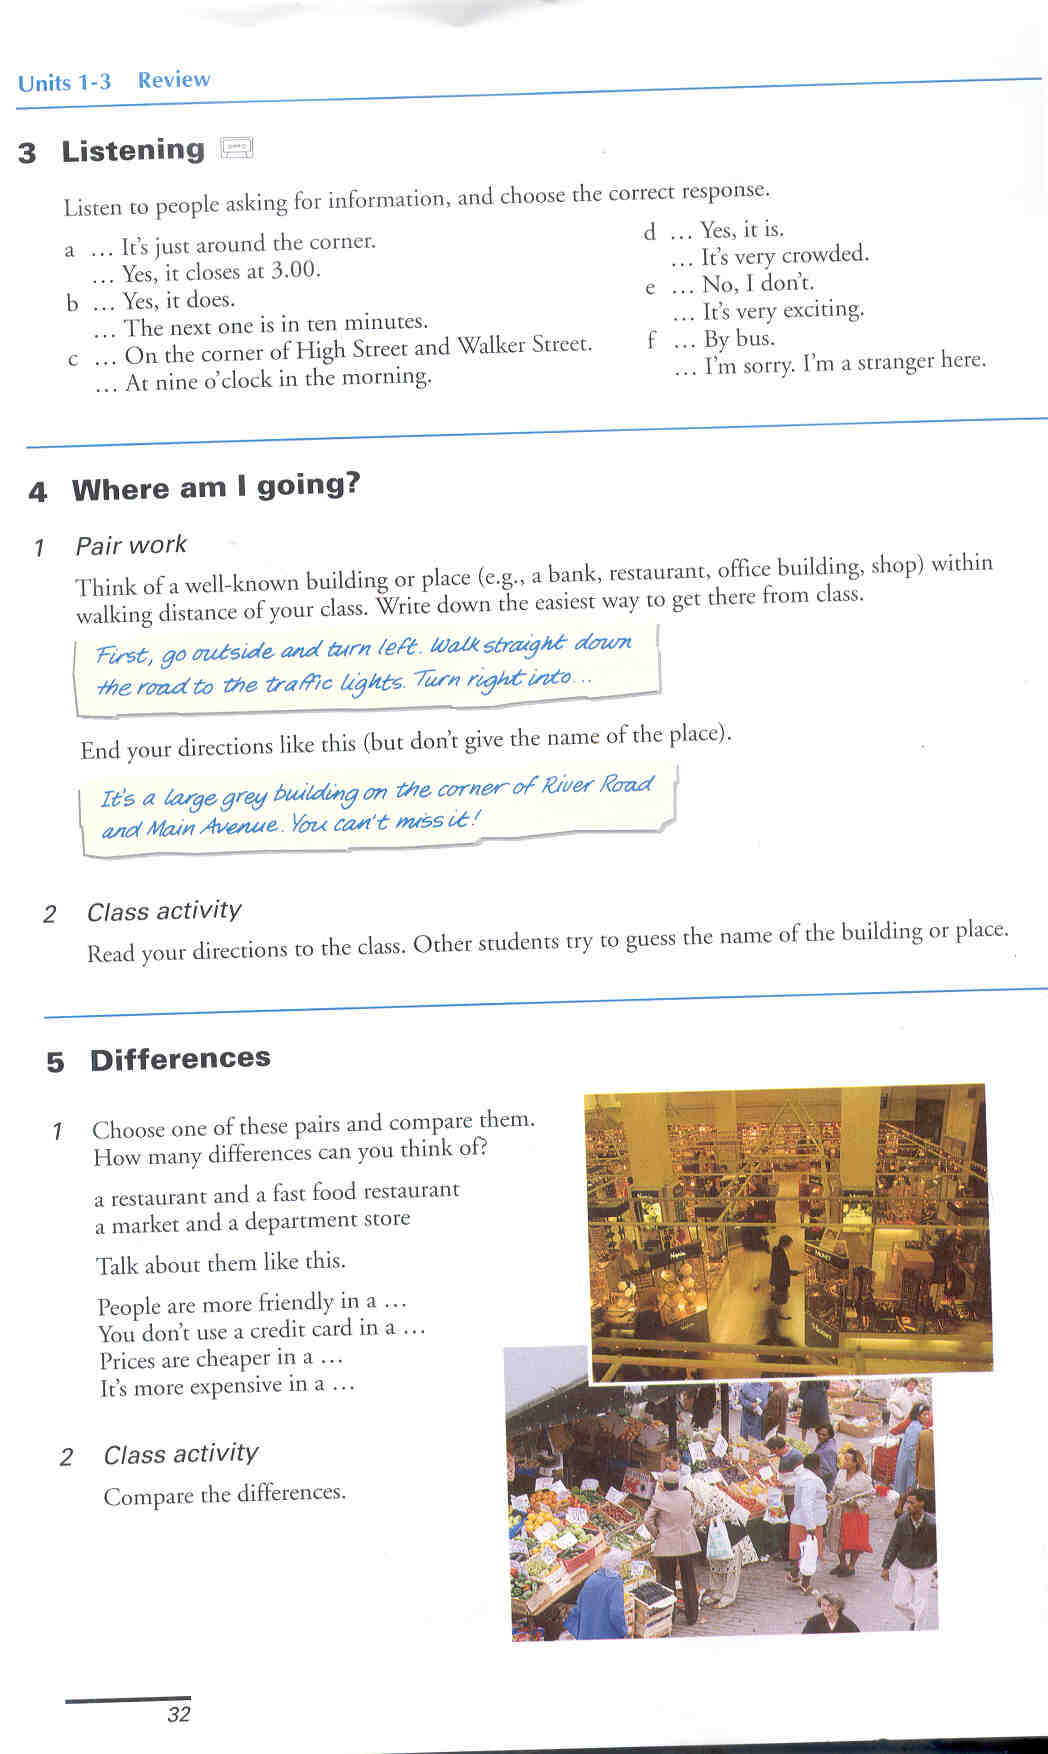 Units 1-3 Review
3 Listening
Listen to people asking for information, and choose the correct response.
a ... It's just around the corner.
... Yes, it closes at 3.00.
b ... Yes, it does.
... The next one is in ten minutes.
c ... On the corner of High Street and Walker Street.
... At nine o'clock in the morning.
d ... Yes, it is.
... It's very crowded.
e ... No, I don't.
... It's very exciting.
f ... By bus.
... I'm sorry. I'm a stranger here.
4 Where am I going?
1 Pair work
Think of a well-known building or place (e.g., a bank, restaurant, office building, shop) within
walking distance of your class. Write down the easiest way to get there from class.
First, go outside and turn left. Walk straight down
the road to the traffic lights. Turn right into...
End your directions like this (but don't give the name of the place).
It's a large grey building on the corner of River Road
and Main Avenue. You can't miss it!
2 Class activity
Read your directions to the class. Other students try to guess the name of the building or place.
5 Differences
1 Choose one of these pairs and compare them.
How many differences can you think of?
a restaurant and a fast food restaurant
a market and a department store
Talk about them like this.
People are more friendly in a ...
You don't use a credit card in a ...
Prices are cheaper in a ...
It's more expensive in a ...
2 Class activity
Compare the differences.
32